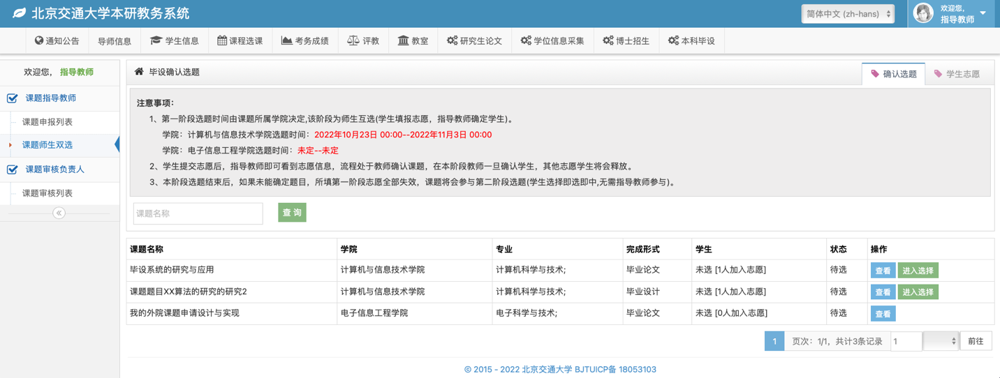 北京交通大学本研教务系统
简体中文 (zh-hans)
欢迎您,
指导教师
通知公告 导师信息 学生信息 课程选课 考务成绩 评教 教室 研究生论文 学位信息采集 博士招生 本科毕设
欢迎您， 指导教师
课题指导教师
课题申报列表
课题师生双选
课题审核负责人
课题审核列表
毕设确认选题
确认选题 学生志愿
注意事项：
1、第一阶段选题时间由课题所属学院决定,该阶段为师生互选(学生填报志愿，指导教师确定学生)。
学院：计算机与信息技术学院选题时间：2022年10月23日 00:00--2022年11月3日 00:00
学院：电子信息工程学院选题时间：未定--未定
2、学生提交志愿后，指导教师即可看到志愿信息，流程处于教师确认课题，在本阶段教师一旦确认学生，其他志愿学生将会释放。
3、本阶段选题结束后，如果未能确定题目，所填第一阶段志愿全部失效，课题将会参与第二阶段选题(学生选择即选即中,无需指导教师参与)。
课题名称 查 询
课题名称 学院 专业 完成形式 学生 状态 操作
毕设系统的研究与应用 计算机与信息技术学院 计算机科学与技术; 毕业论文 未选 [1人加入志愿] 待选 查看 进入选择
课题题目XX算法的研究的研究2 计算机与信息技术学院 计算机科学与技术; 毕业设计 未选 [1人加入志愿] 待选 查看 进入选择
我的外院课题申请设计与实现 电子信息工程学院 电子科学与技术; 毕业论文 未选 [0人加入志愿] 待选 查看
1 页次：1/1，共计3条记录 1 前往
© 2015 - 2022 北京交通大学 BJTUICP备 18053103